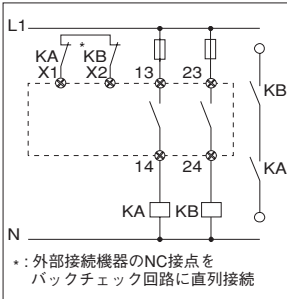 L1
KA * KB
X1 X2 13 23
KB
KA
14 24
KA KB
N
* : 外部接続機器のNC接点を
バックチェック回路に直列接続